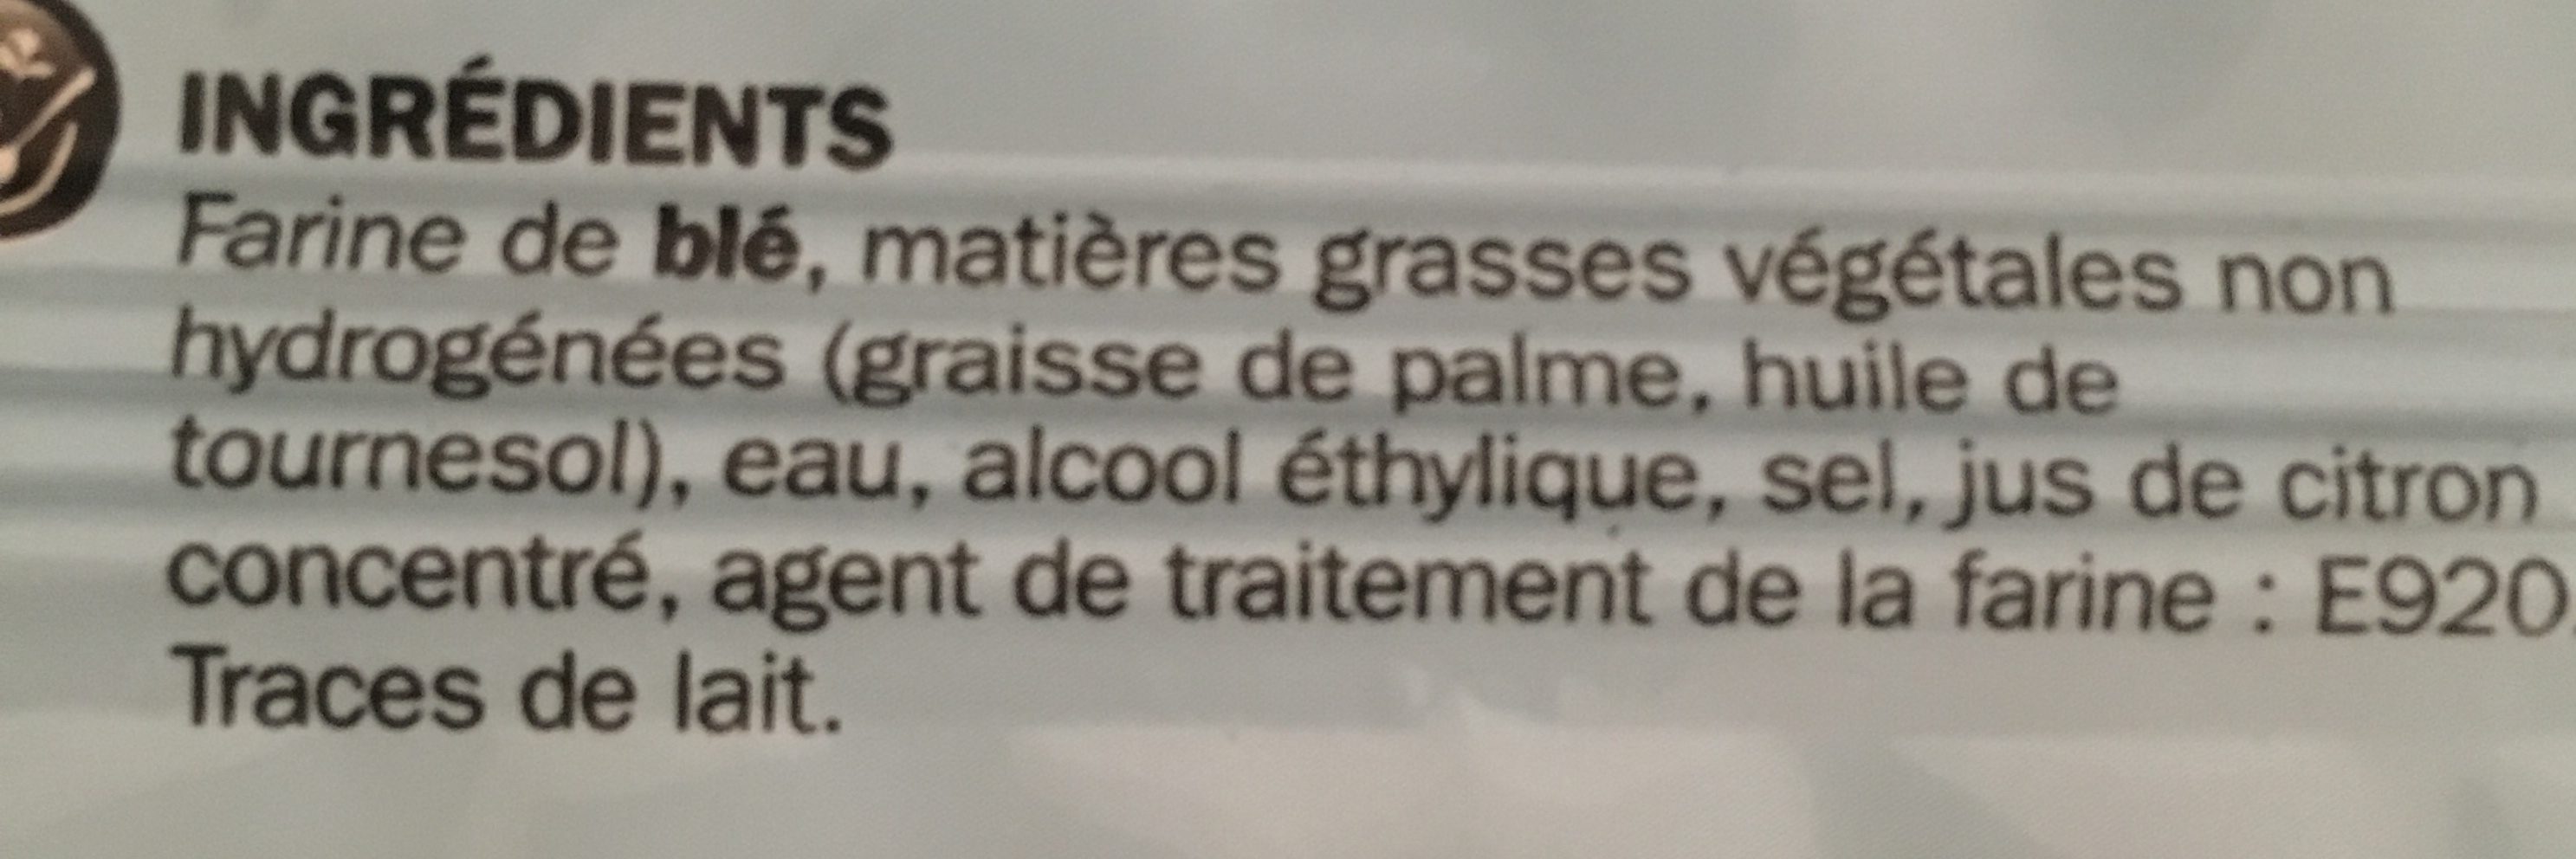 INGRÉDIENTS
Farine de blé, matières grasses végétales non
hydrogénées (graisse de palme, huile de
tournesol), eau, alcool éthylique, sel, jus de citron
concentré, agent de traitement de la farine : E920.
Traces de lait.